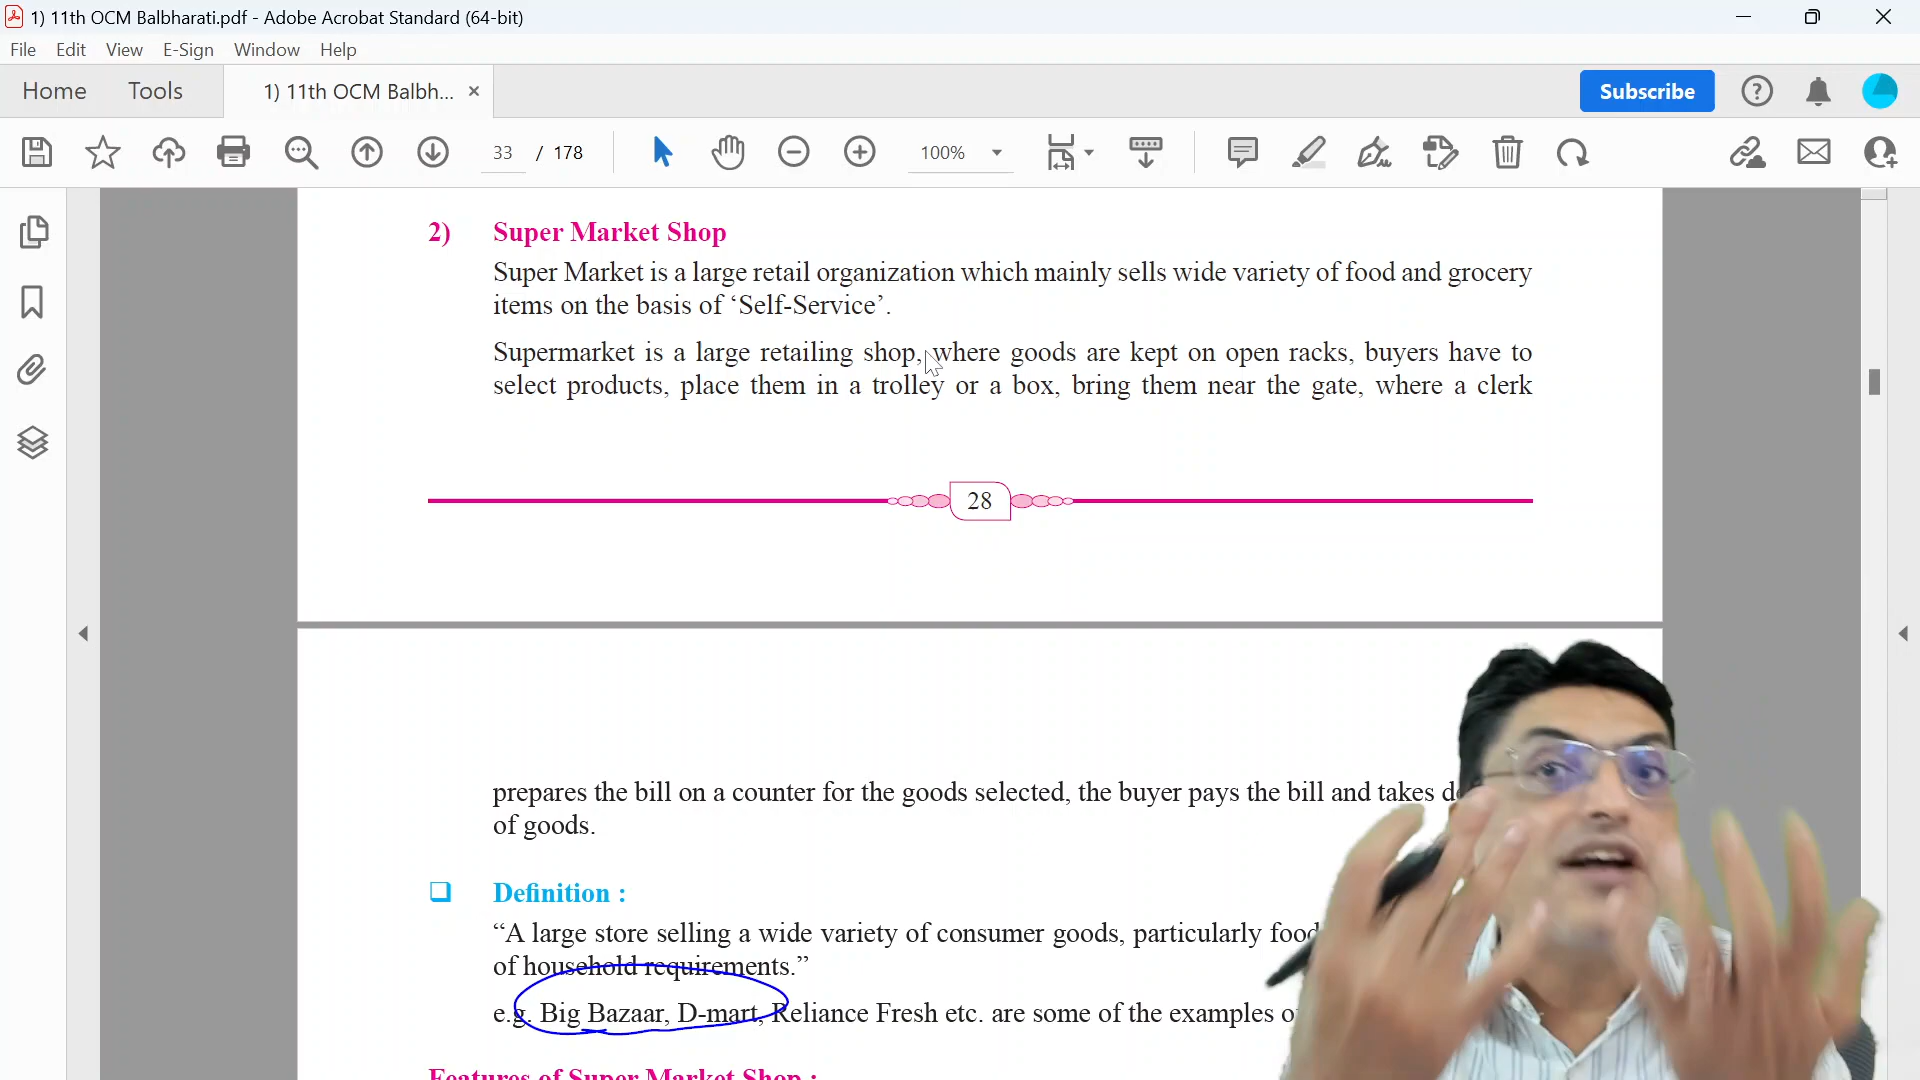 1) 11th OCM Balbharati.pdf - Adobe Acrobat Standard (64-bit)
File Edit View E-Sign Window Help
Home Tools 1) 11th OCM Balbh... Subscribe
33 / 178 100%
2) Super Market Shop
Super Market is a large retail organization which mainly sells wide variety of food and grocery
items on the basis of ‘Self-Service’.
Supermarket is a large retailing shop, where goods are kept on open racks, buyers have to
select products, place them in a trolley or a box, bring them near the gate, where a clerk
28
prepares the bill on a counter for the goods selected, the buyer pays the bill and takes
of goods.
Definition :
“A large store selling a wide variety of consumer goods, particularly food
of household requirements.”
e.g. Big Bazaar, D-mart, Reliance Fresh etc. are some of the examples
Features of Super Market Shop :